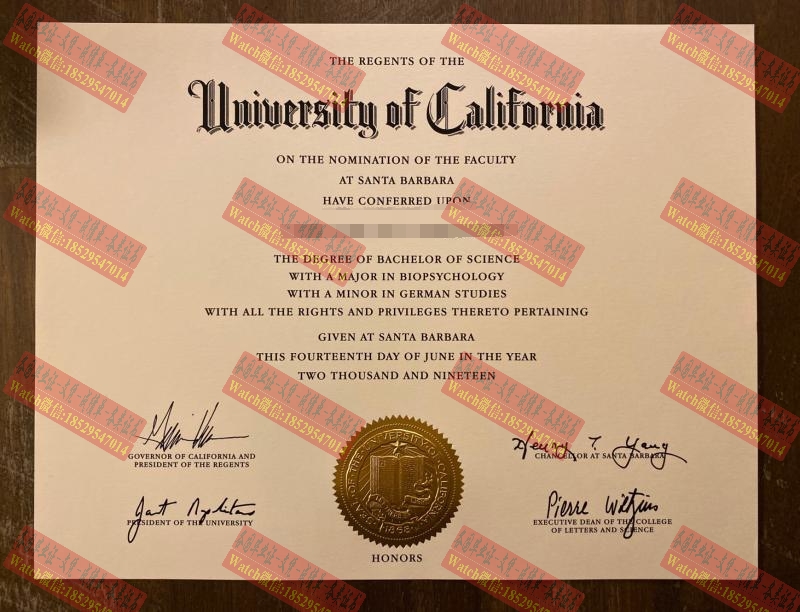 THE REGENTS OF THE
University of California
ON THE NOMINATION OF THE FACULTY
AT SANTA BARBARA
HAVE CONFERRED UPON
THE DEGREE OF BACHELOR OF SCIENCE
WITH A MAJOR IN BIOPSYCHOLOGY
WITH A MINOR IN GERMAN STUDIES
WITH ALL THE RIGHTS AND PRIVILEGES THERETO PERTAINING
GIVEN AT SANTA BARBARA
THIS FOURTEENTH DAY OF JUNE IN THE YEAR
TWO THOUSAND AND NINETEEN
GOVERNOR OF CALIFORNIA AND
PRESIDENT OF THE REGENTS
Henry T. Yang
CHANCELLOR AT SANTA BARBARA
PRESIDENT OF THE UNIVERSITY
Pierre Wiltzius
EXECUTIVE DEAN OF THE COLLEGE
OF LETTERS AND SCIENCE
1868
HONORS
Watch微信:18529547014